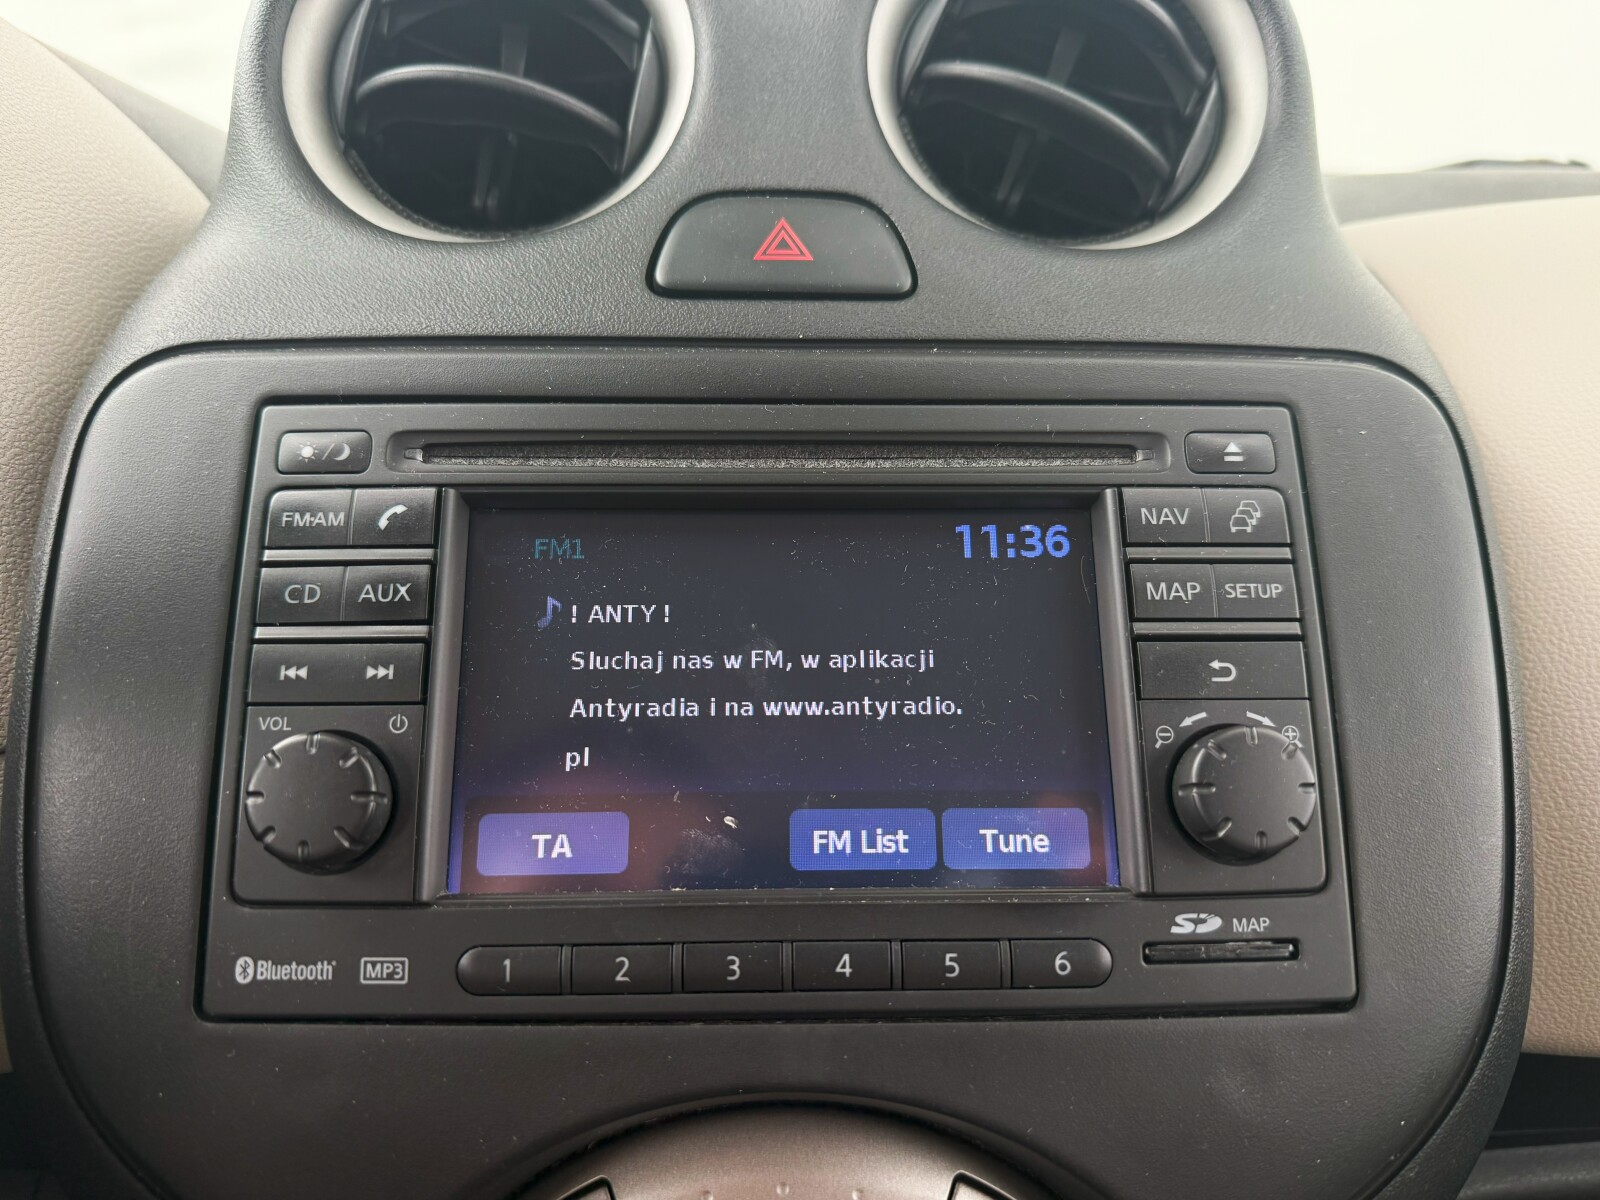 FM·AM
NAV
FM1
11:36
CD
AUX
! ANTY !
MAP
SETUP
Sluchaj nas w FM, w aplikacji
Antyradia i na www.antyradio.
pl
VOL
TA
FM List
Tune
SD
MAP
Bluetooth
MP3
1
2
3
4
5
6